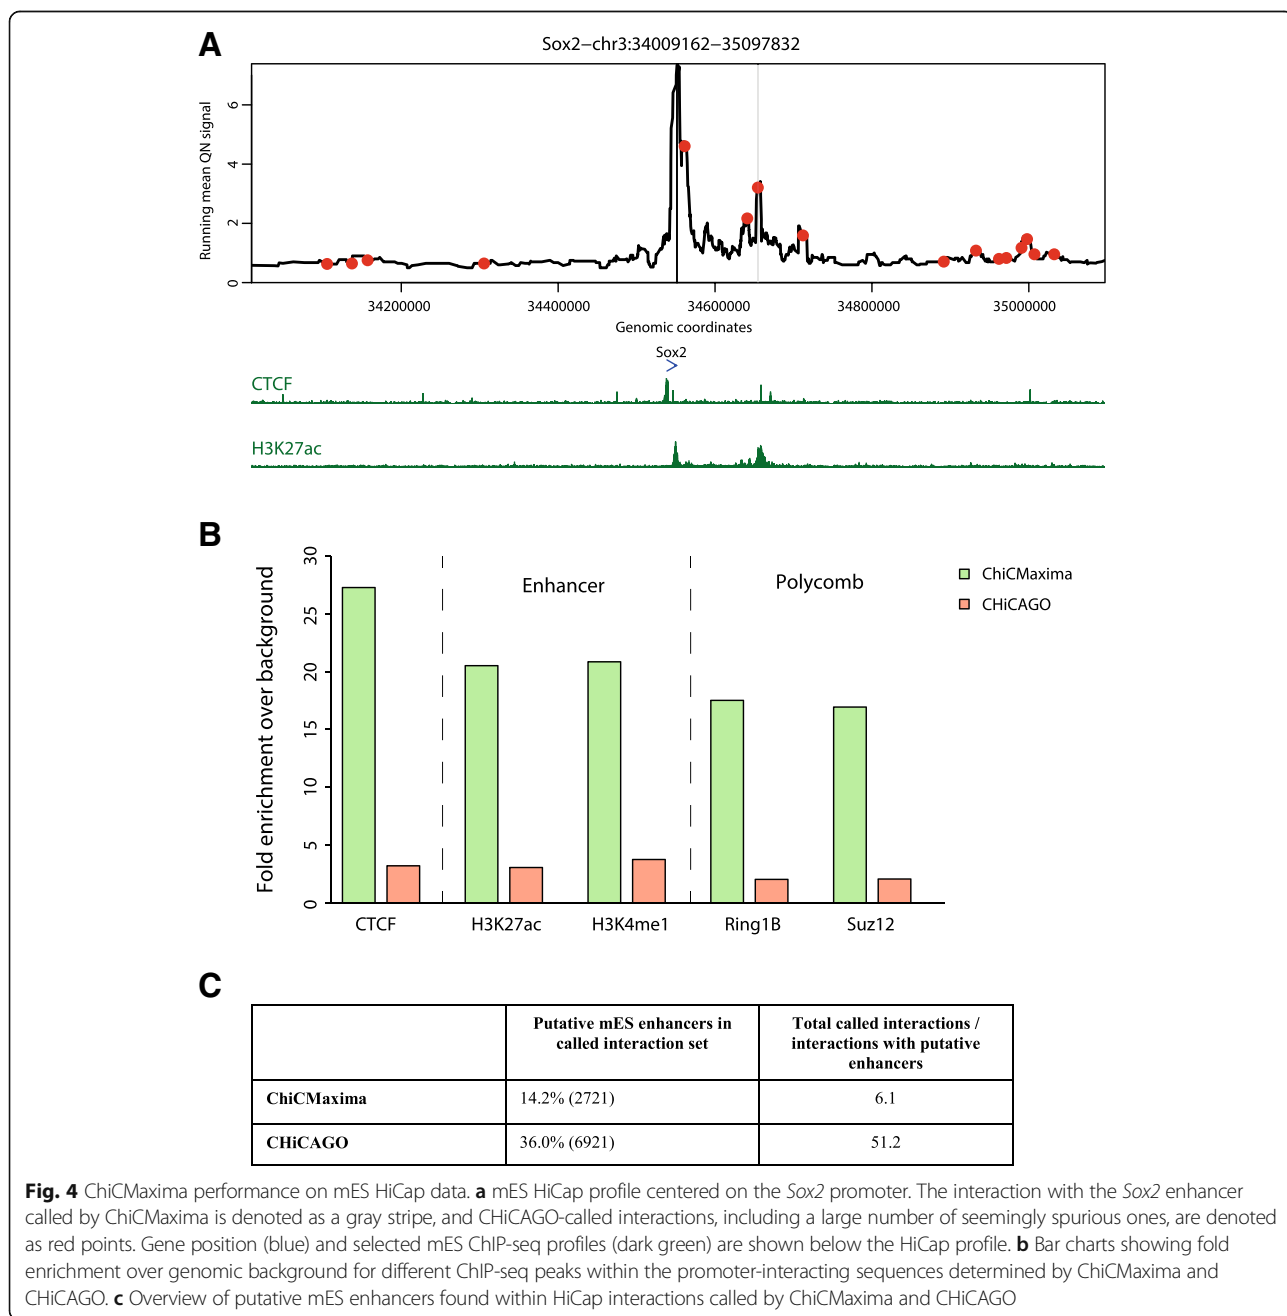 A
Sox2–chr3:34009162–35097832
Running mean QN signal
6
4
2
0
34200000 34400000 34600000 34800000 35000000
Genomic coordinates
Sox2
CTCF
H3K27ac
B
Fold enrichment over background
30
25
20
15
10
5
0
Enhancer
Polycomb
ChiCMaxima
CHiCAGO
CTCF H3K27ac H3K4me1 Ring1B Suz12
C
Putative mES enhancers in
called interaction set
Total called interactions /
interactions with putative
enhancers
ChiCMaxima 14.2% (2721) 6.1
CHiCAGO 36.0% (6921) 51.2
Fig. 4 ChiCMaxima performance on mES HiCap data. a mES HiCap profile centered on the Sox2 promoter. The interaction with the Sox2 enhancer
called by ChiCMaxima is denoted as a gray stripe, and CHiCAGO-called interactions, including a large number of seemingly spurious ones, are denoted
as red points. Gene position (blue) and selected mES ChIP-seq profiles (dark green) are shown below the HiCap profile. b Bar charts showing fold
enrichment over genomic background for different ChIP-seq peaks within the promoter-interacting sequences determined by ChiCMaxima and
CHiCAGO. c Overview of putative mES enhancers found within HiCap interactions called by ChiCMaxima and CHiCAGO